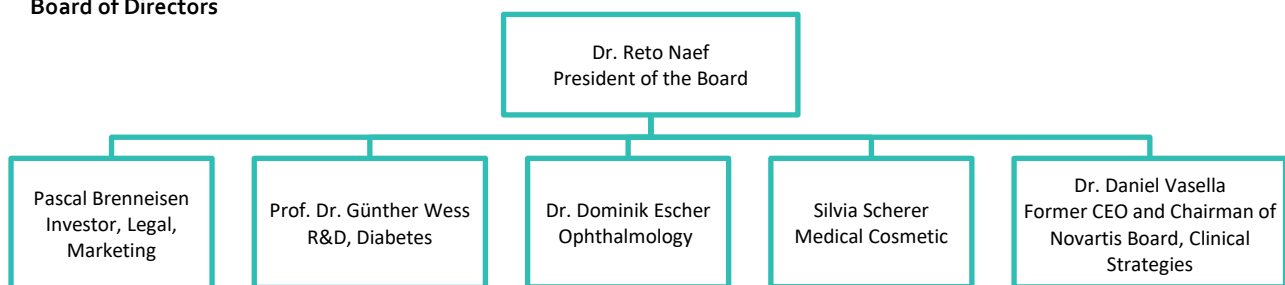 Board of Directors
Dr. Reto Naef
President of the Board
Pascal Brenneisen
Investor, Legal,
Marketing
Prof. Dr. Günther Wess
R&D, Diabetes
Dr. Dominik Escher
Ophthalmology
Silvia Scherer
Medical Cosmetic
Dr. Daniel Vasella
Former CEO and Chairman of
Novartis Board, Clinical
Strategies